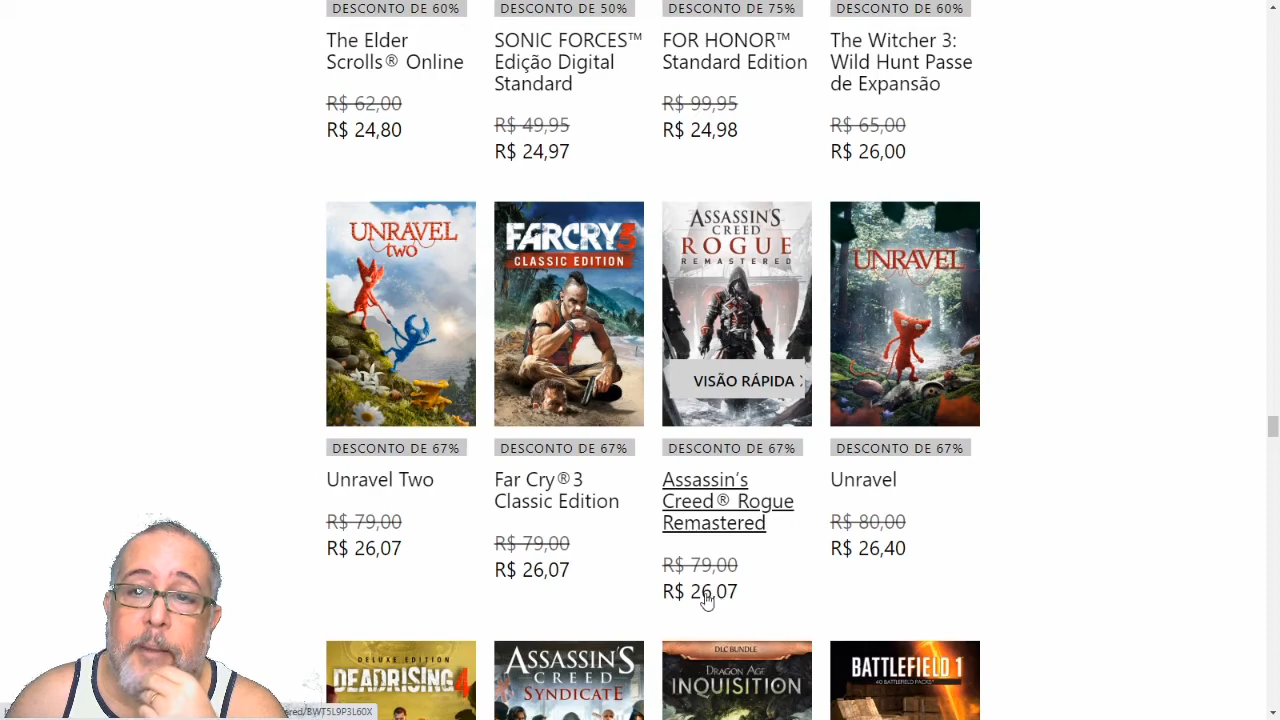 DESCONTO DE 60%
DESCONTO DE 50%
DESCONTO DE 75%
DESCONTO DE 60%
The Elder
Scrolls® Online
R$ 62,00
R$ 24,80
SONIC FORCES™
Edição Digital
Standard
R$ 49,95
R$ 24,97
FOR HONOR™
Standard Edition
R$ 99,95
R$ 24,98
The Witcher 3:
Wild Hunt Passe
de Expansão
R$ 65,00
R$ 26,00
UNRAVEL
two
FARCRY3
CLASSIC EDITION
ASSASSIN'S
CREED
ROGUE
REMASTERED
VISÃO RÁPIDA
UNRAVEL
DESCONTO DE 67%
Unravel Two
R$ 79,00
R$ 26,07
DESCONTO DE 67%
Far Cry®3
Classic Edition
R$ 79,00
R$ 26,07
DESCONTO DE 67%
Assassin’s
Creed® Rogue
Remastered
R$ 79,00
R$ 26,07
DESCONTO DE 67%
Unravel
R$ 80,00
R$ 26,40
DELUXE EDITION
DEADRISING 4
ASSASSIN'S
CREED
SYNDICATE
DLC BUNDLE
DRAGON AGE
INQUISITION
BATTLEFIELD 1
ered/BWT5L9P3L60X